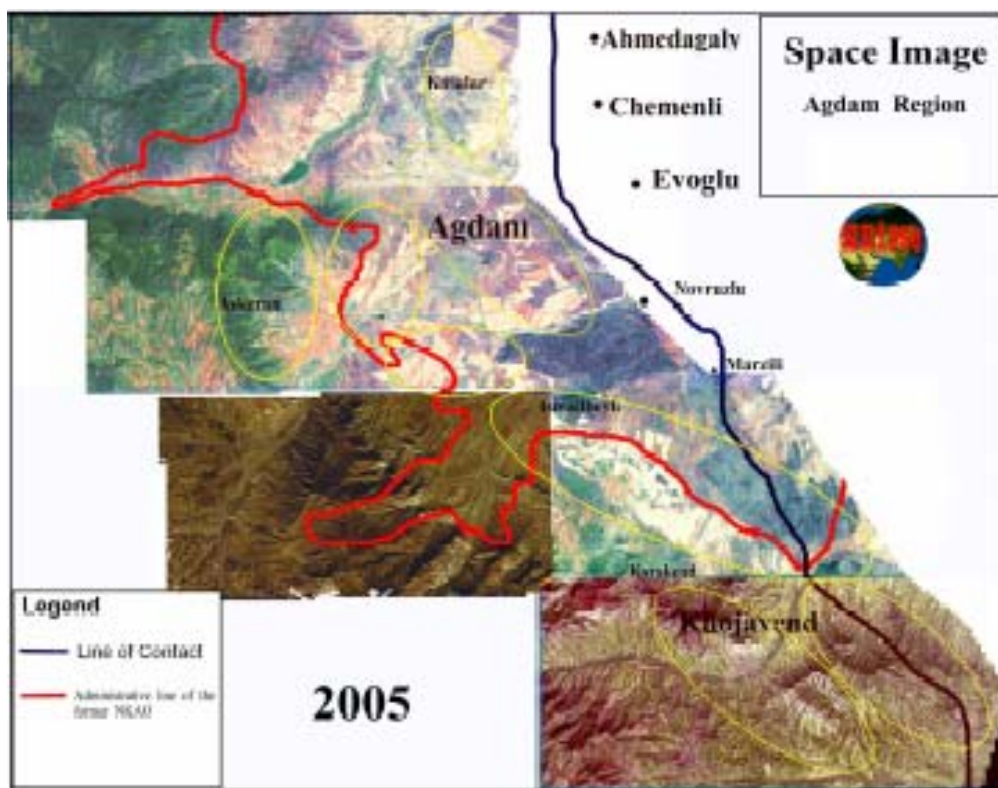 Ahmedagaly
Space Image
Agdam Region
Chemenli
Evoglu
Agdam
Askeran
Novruzlu
Marzili
Khojavend
Legend
Line of Contact
Administrative line of the
former NKAO
2005